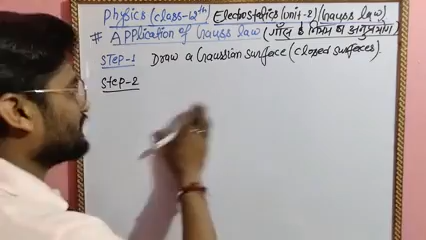 Physics (class-12th) Electrostatics (unit-2) (Gauss law)
# Application of Gauss law (गॉस के नियम का अनुप्रयोग)
STEP-1 Draw a Gaussian surface (closed surfaces).
Step-2